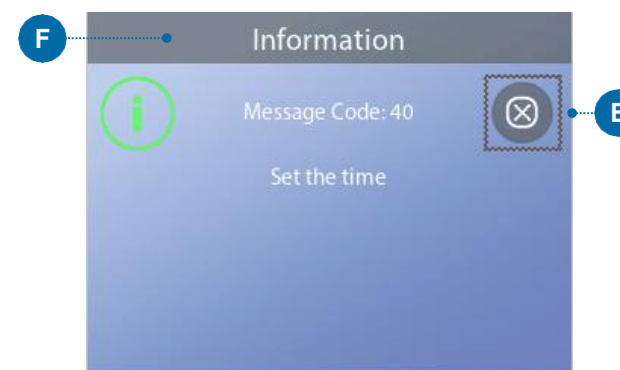 F
Information
Message Code: 40
E
Set the time